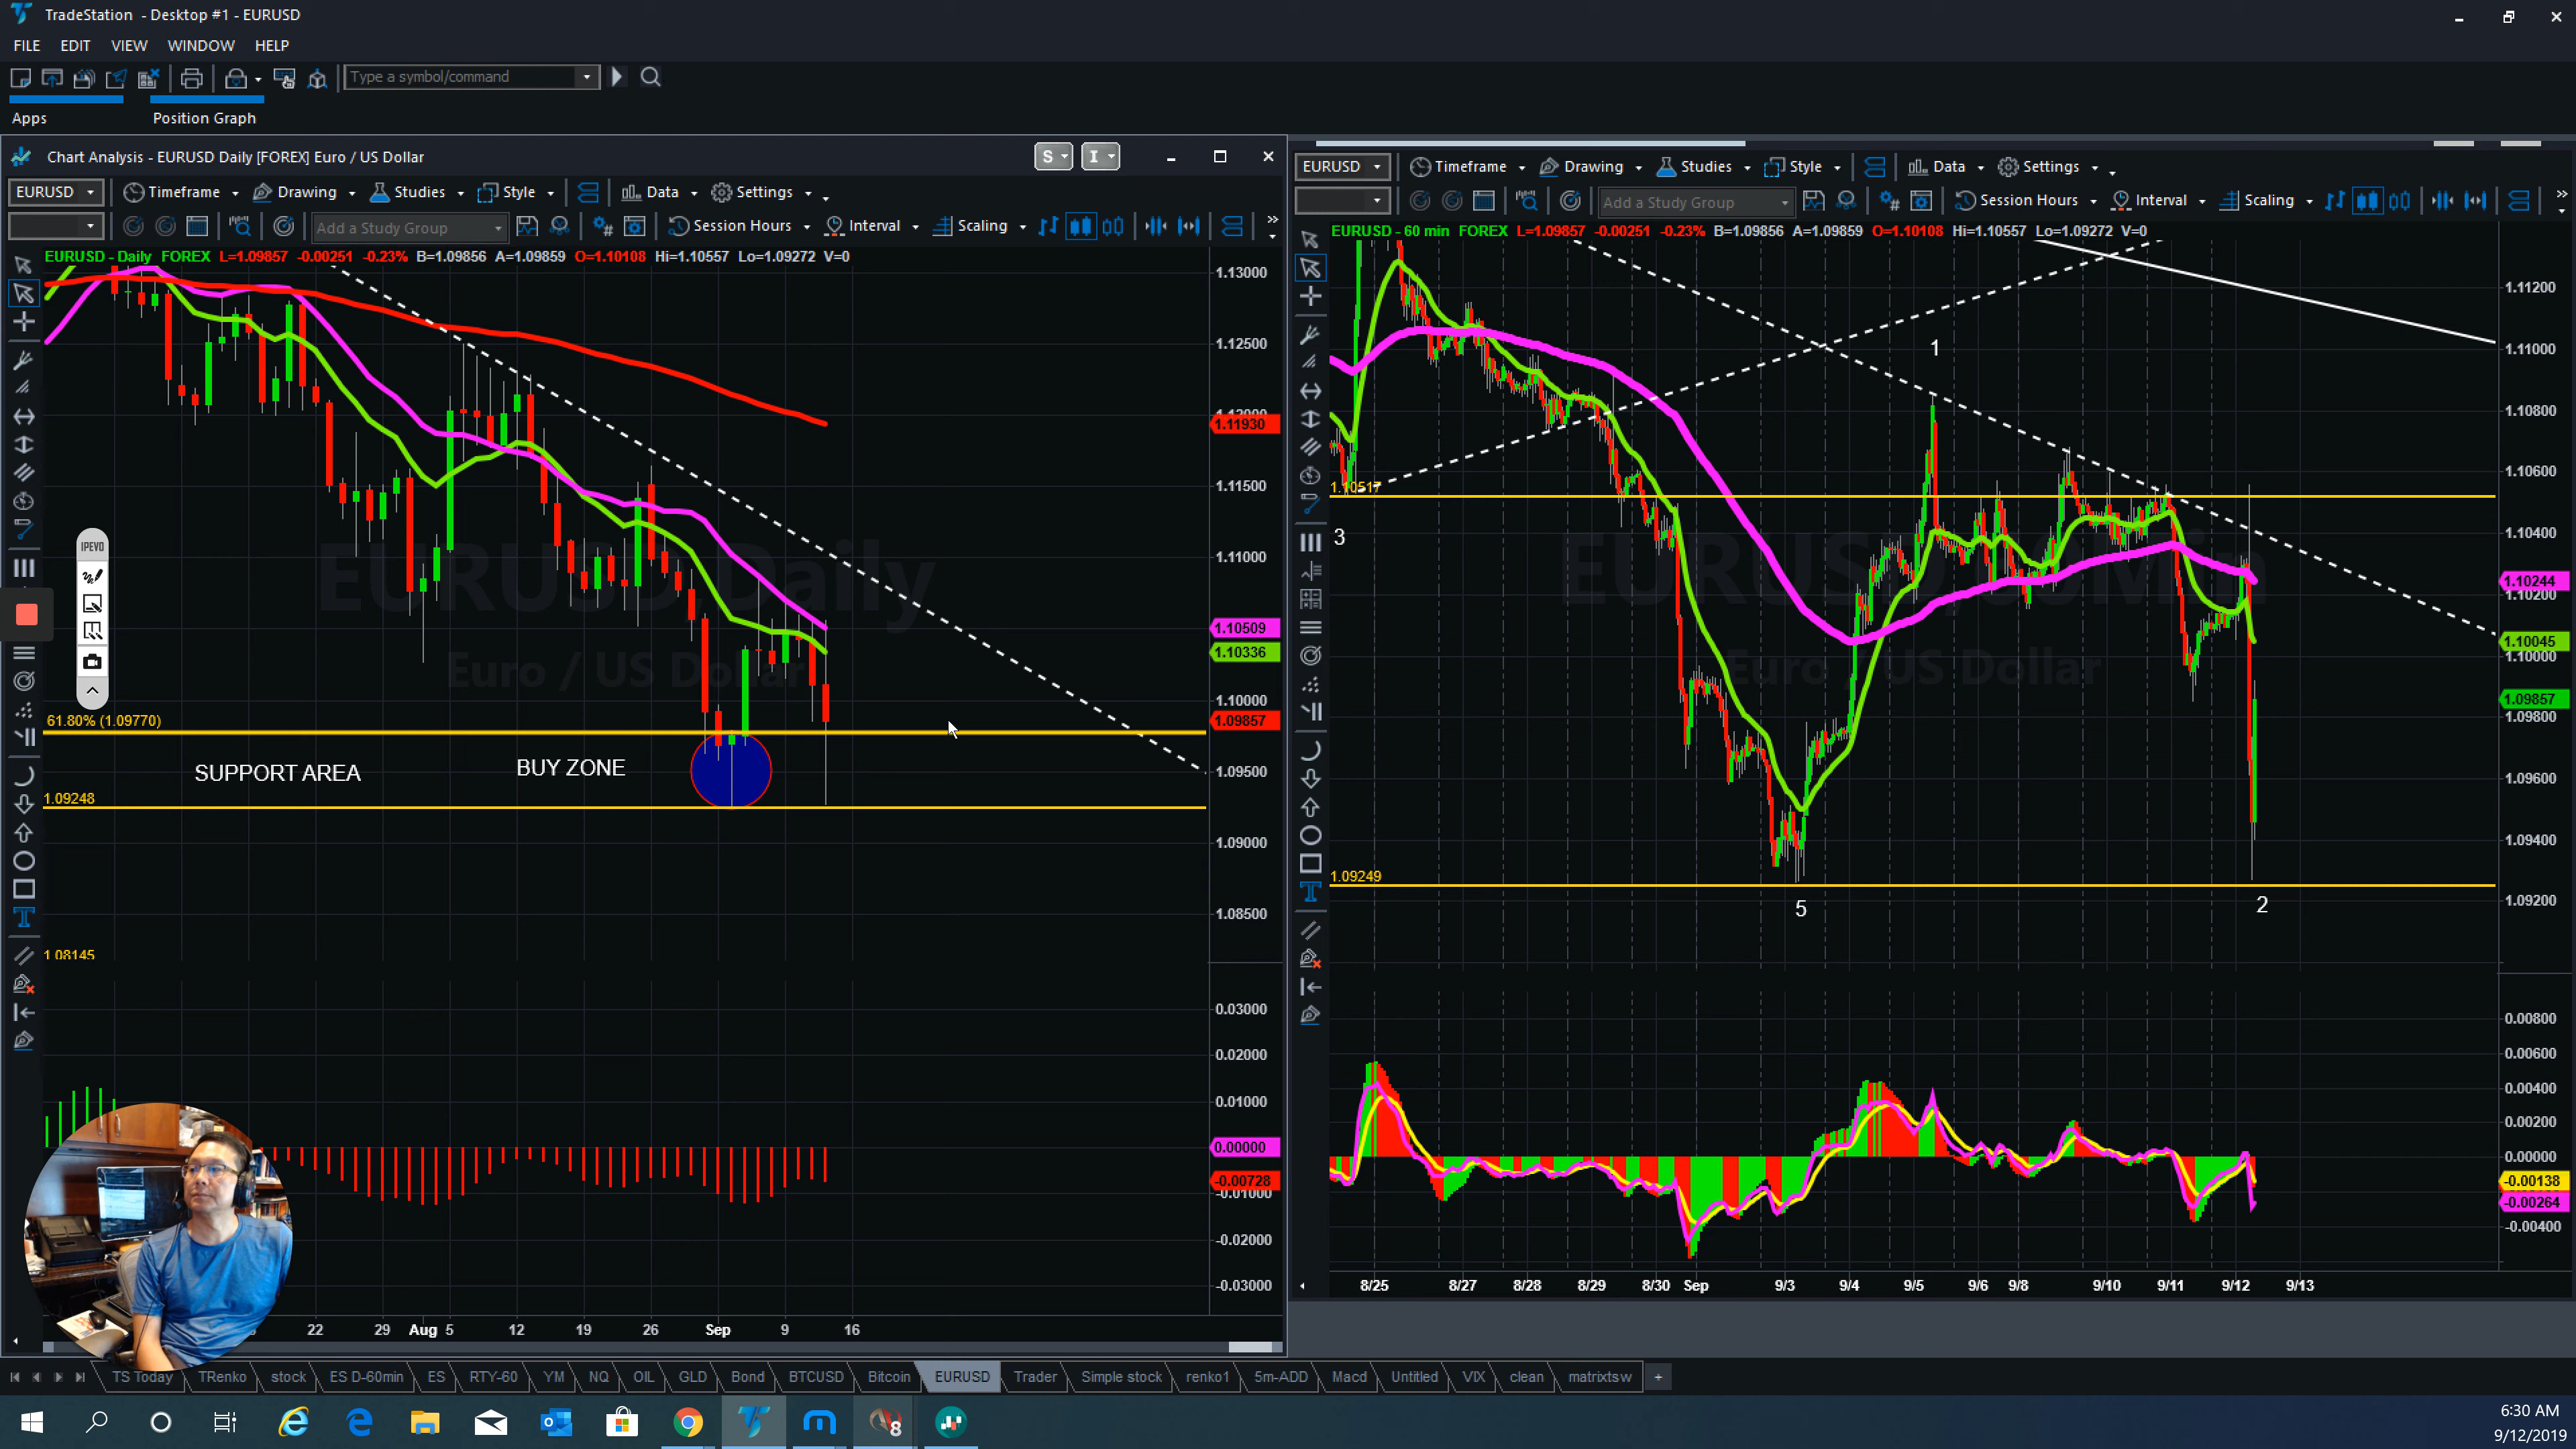 TradeStation - Desktop #1 - EURUSD
FILE EDIT VIEW WINDOW HELP
Type a symbol/command
Apps Position Graph
Chart Analysis - EURUSD Daily [FOREX] Euro / US Dollar
S I
EURUSD Timeframe Drawing Studies Style Data Settings
Add a Study Group Session Hours Interval Scaling
EURUSD - Daily FOREX L=1.09857 -0.00251 -0.23% B=1.09856 A=1.09859 O=1.10108 Hi=1.10557 Lo=1.09272 V=0
1.13000
1.12500
1.12000
1.11930
1.11500
1.11000
1.10509
1.10336
1.10000
1.09857
1.09500
1.09000
1.08500
EURUSD,Daily
Euro / US Dollar
IPEVO
61.80% (1.09770)
SUPPORT AREA
BUY ZONE
1.09248
1.08145
0.03000
0.02000
0.01000
0.00000
-0.00728
-0.01000
-0.02000
-0.03000
22 29 Aug 5 12 19 26 Sep 9 16
EURUSD Timeframe Drawing Studies Style Data Settings
Add a Study Group Session Hours Interval Scaling
EURUSD - 60 min FOREX L=1.09857 -0.00251 -0.23% B=1.09856 A=1.09859 O=1.10108 Hi=1.10557 Lo=1.09272 V=0
1.11200
1.11000
1.10800
1.10600
1.10400
1.10244
1.10200
1.10045
1.10000
1.09857
1.09800
1.09600
1.09400
1.09200
1
1.10517
3
Euro / US Dollar
1.09249
5
2
0.00800
0.00600
0.00400
0.00200
0.00000
-0.00138
-0.00264
-0.00400
8/25 8/27 8/28 8/29 8/30 Sep 9/3 9/4 9/5 9/6 9/8 9/10 9/11 9/12 9/13
TS Today TRenko stock ES D-60min ES RTY-60 YM NQ OIL GLD Bond BTCUSD Bitcoin EURUSD Trader Simple stock renko1 5m-ADD Macd Untitled VIX clean matrixtsw +
8
6:30 AM
9/12/2019